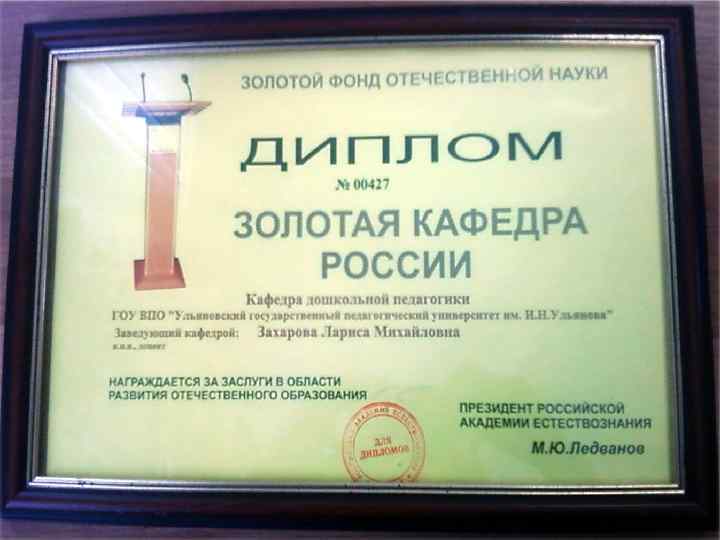 ЗОЛОТОЙ ФОНД ОТЕЧЕСТВЕННОЙ НАУКИ
ДИПЛОМ
№ 00427
ЗОЛОТАЯ КАФЕДРА
РОССИИ
Кафедра дошкольной педагогики
ГОУ ВПО "Ульяновский государственный педагогический университет им. И.Н.Ульянова"
Заведующий кафедрой: Захарова Лариса Михайловна
к.п.н., доцент
НАГРАЖДАЕТСЯ ЗА ЗАСЛУГИ В ОБЛАСТИ
РАЗВИТИЯ ОТЕЧЕСТВЕННОГО ОБРАЗОВАНИЯ
ДЛЯ
ДИПЛОМОВ
ПРЕЗИДЕНТ РОССИЙСКОЙ
АКАДЕМИИ ЕСТЕСТВОЗНАНИЯ
М.Ю.Ледванов